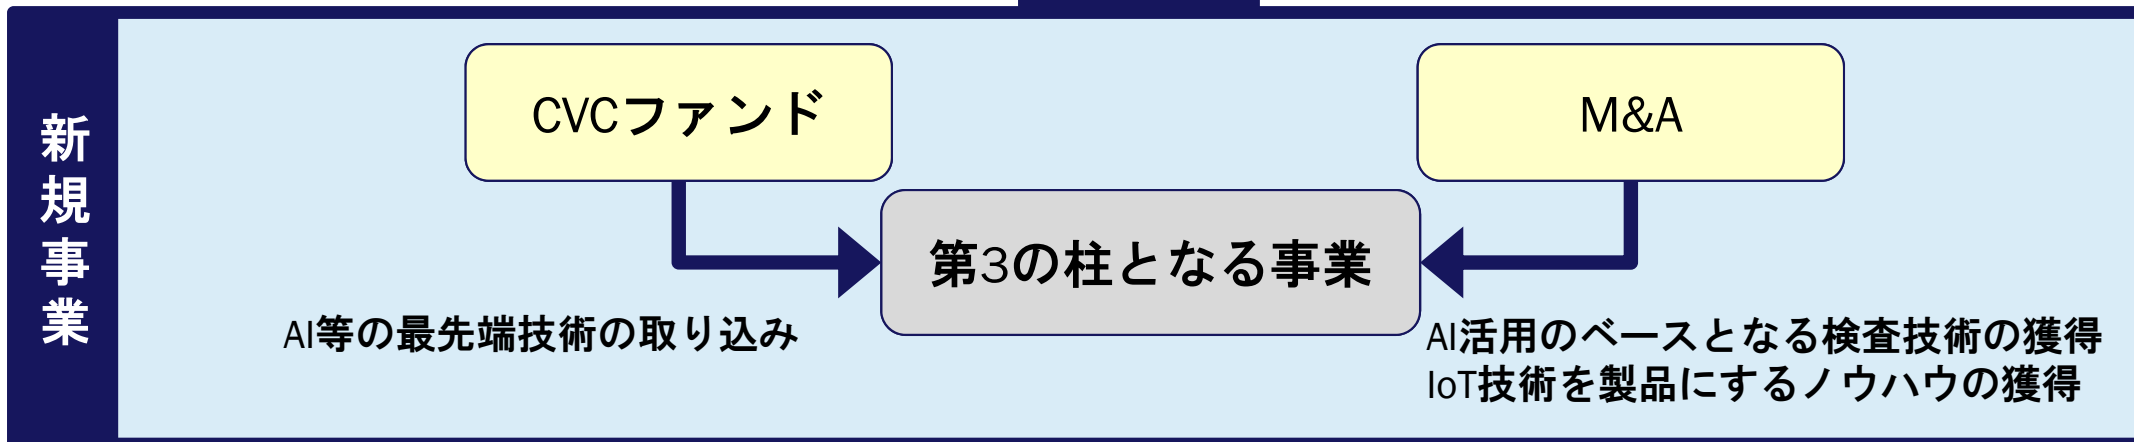 新規事業
CVCファンド
M&A
第3の柱となる事業
AI等の最先端技術の取り込み
AI活用のベースとなる検査技術の獲得
IoT技術を製品にするノウハウの獲得